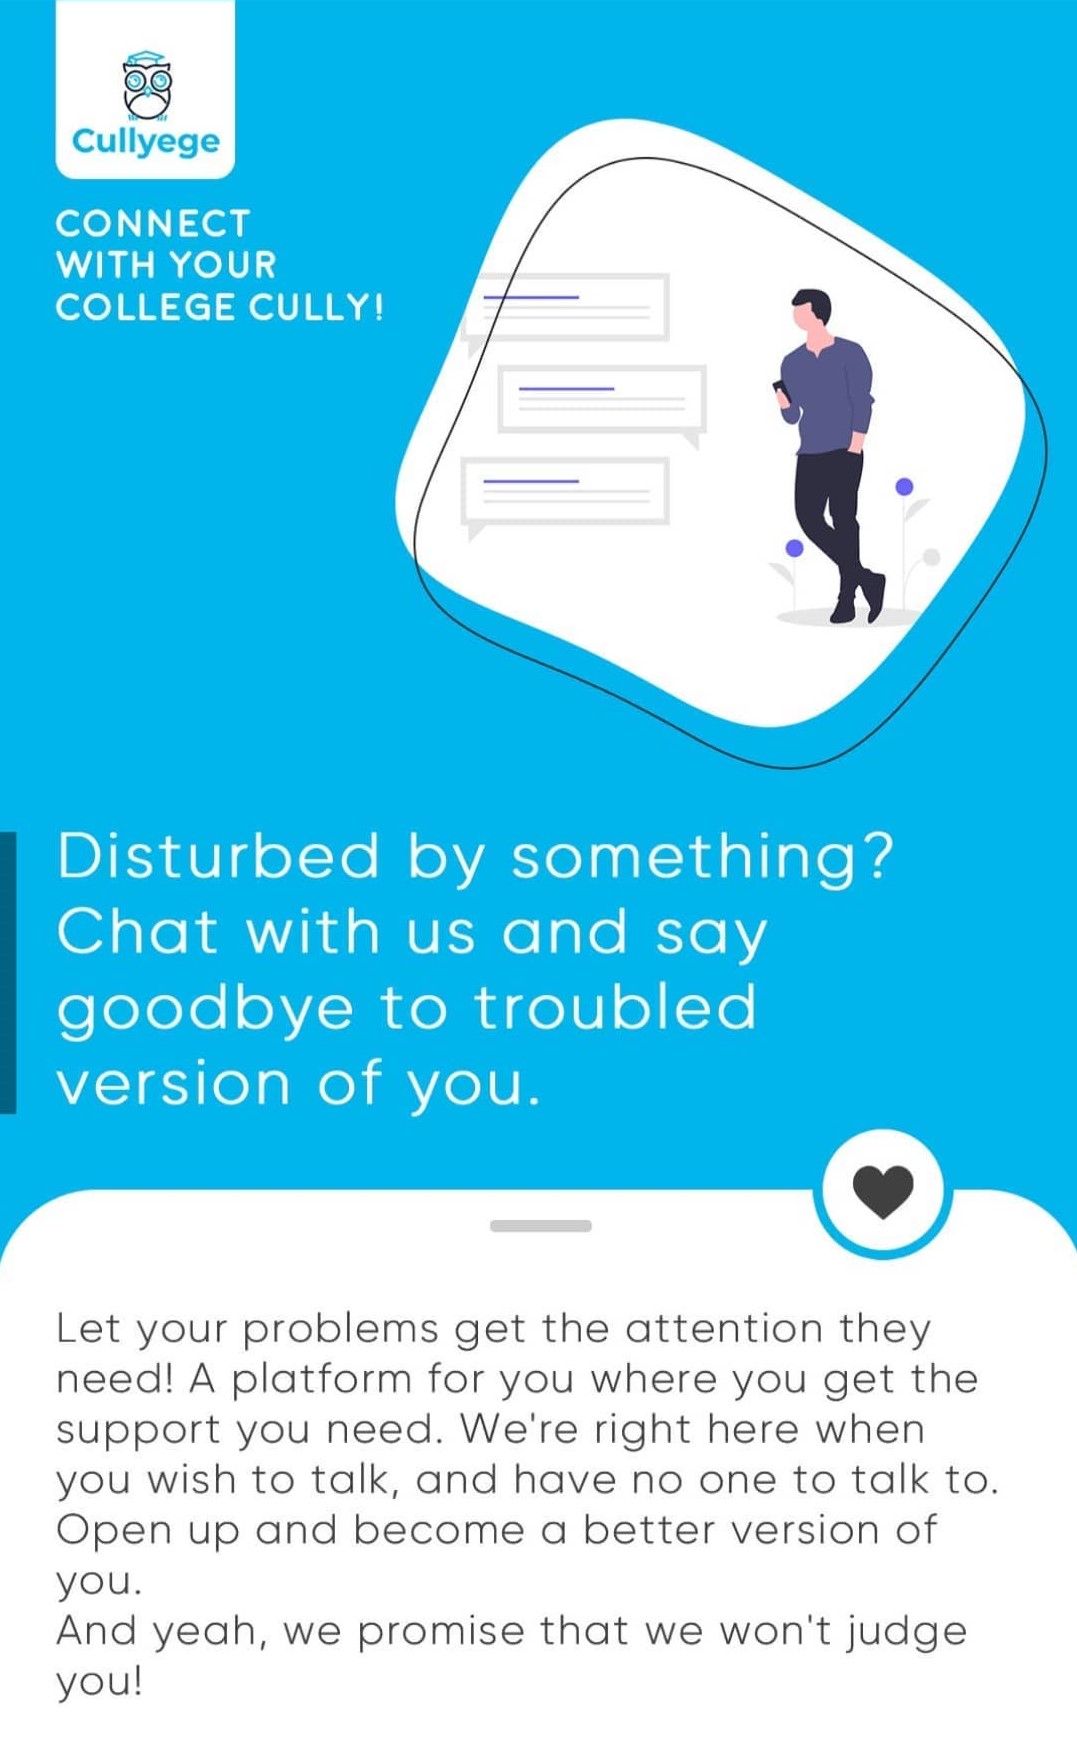 Cullyege
CONNECT
WITH YOUR
COLLEGE CULLY!
Disturbed by something?
Chat with us and say
goodbye to troubled
version of you.
Let your problems get the attention they
need! A platform for you where you get the
support you need. We're right here when
you wish to talk, and have no one to talk to.
Open up and become a better version of
you.
And yeah, we promise that we won't judge
you!